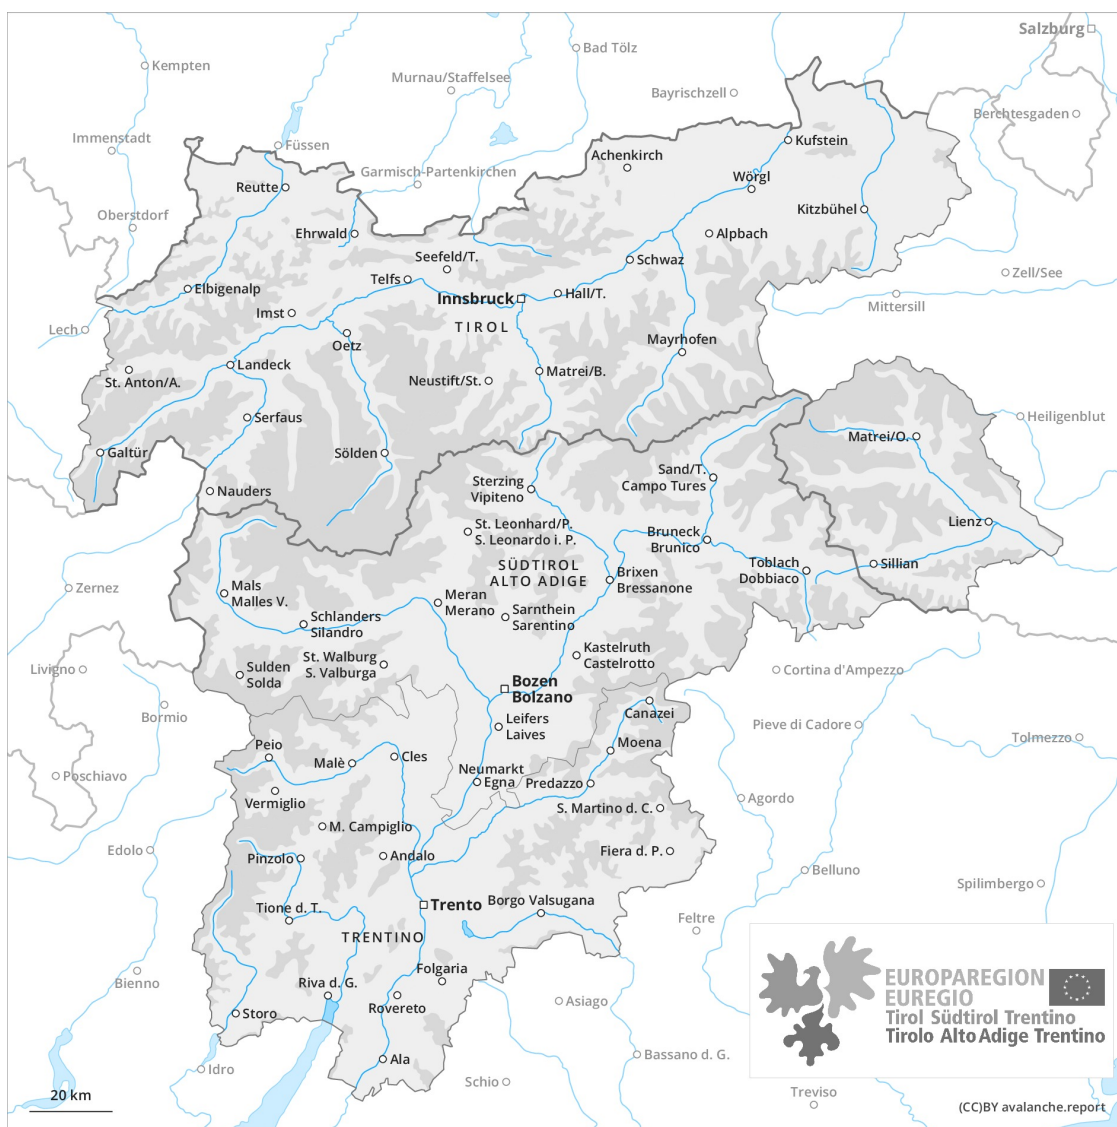 Salzburg
Bad Tölz
Kempten
Murnau/Staffelsee
Bayrischzell
Berchtesgaden
Immenstadt
Füssen
Kufstein
Achenkirch
Garmisch-Partenkirchen
Wörgl
Reutte
Kitzbühel
Oberstdorf
Ehrwald
Alpbach
Seefeld/T.
Schwaz
Zell/See
Telfs
Elbigenalp
Innsbruck
Hall/T.
Mittersill
Imst
TIROL
Lech
Oetz
Mayrhofen
Landeck
Matrei/B.
St. Anton/A.
Neustift/St.
Serfaus
Heiligenblut
Matrei/O.
Galtür
Sölden
Sand/T.
Campo Tures
Sterzing
Vipiteno
Nauders
St. Leonhard/P.
S. Leonardo i. P.
Lienz
Bruneck
Brunico
SÜDTIROL
ALTO ADIGE
Toblach
Dobbiaco
Sillian
Brixen
Bressanone
Zernez
Mals
Malles V.
Meran
Merano
Sarnthein
Sarentino
Schlanders
Silandro
Kastelruth
Castelrotto
St. Walburg
S. Valburga
Livigno
Sulden
Solda
Cortina d'Ampezzo
Bozen
Bolzano
Bormio
Canazei
Leifers
Laives
Pieve di Cadore
Tolmezzo
Peio
Moena
Cles
Malè
Poschiavo
Neumarkt
Egna
Predazzo
Vermiglio
S. Martino d. C.
Agordo
M. Campiglio
Edolo
Pinzolo
Andalo
Fiera d. P.
Belluno
Spilimbergo
Tione d. T.
Trento
Borgo Valsugana
Feltre
TRENTINO
Folgaria
Bienno
Riva d. G.
Rovereto
Asiago
Storo
EUROPAREGION
EUREGIO
Tirol Südtirol Trentino
Tirolo Alto Adige Trentino
Ala
Bassano d. G.
Idro
Schio
Treviso
20 km
(CC)BY avalanche.report